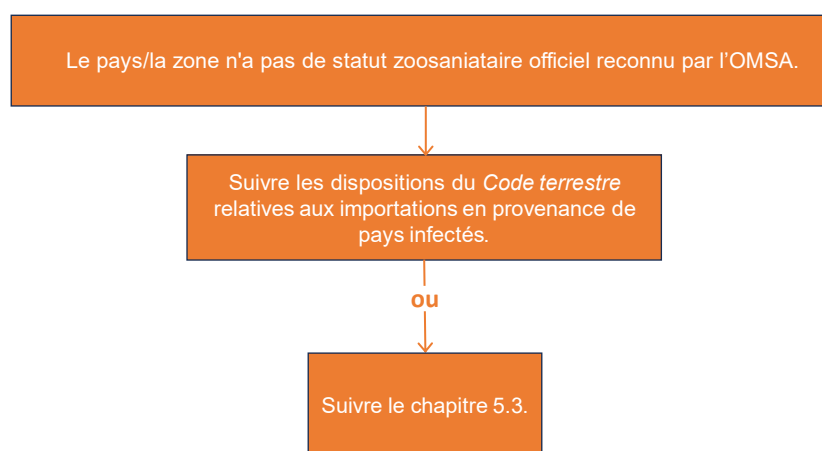 Le pays/la zone n'a pas de statut zoosaniataire officiel reconnu par l’OMSA.
Suivre les dispositions du Code terrestre
relatives aux importations en provenance de
pays infectés.
ou
Suivre le chapitre 5.3.